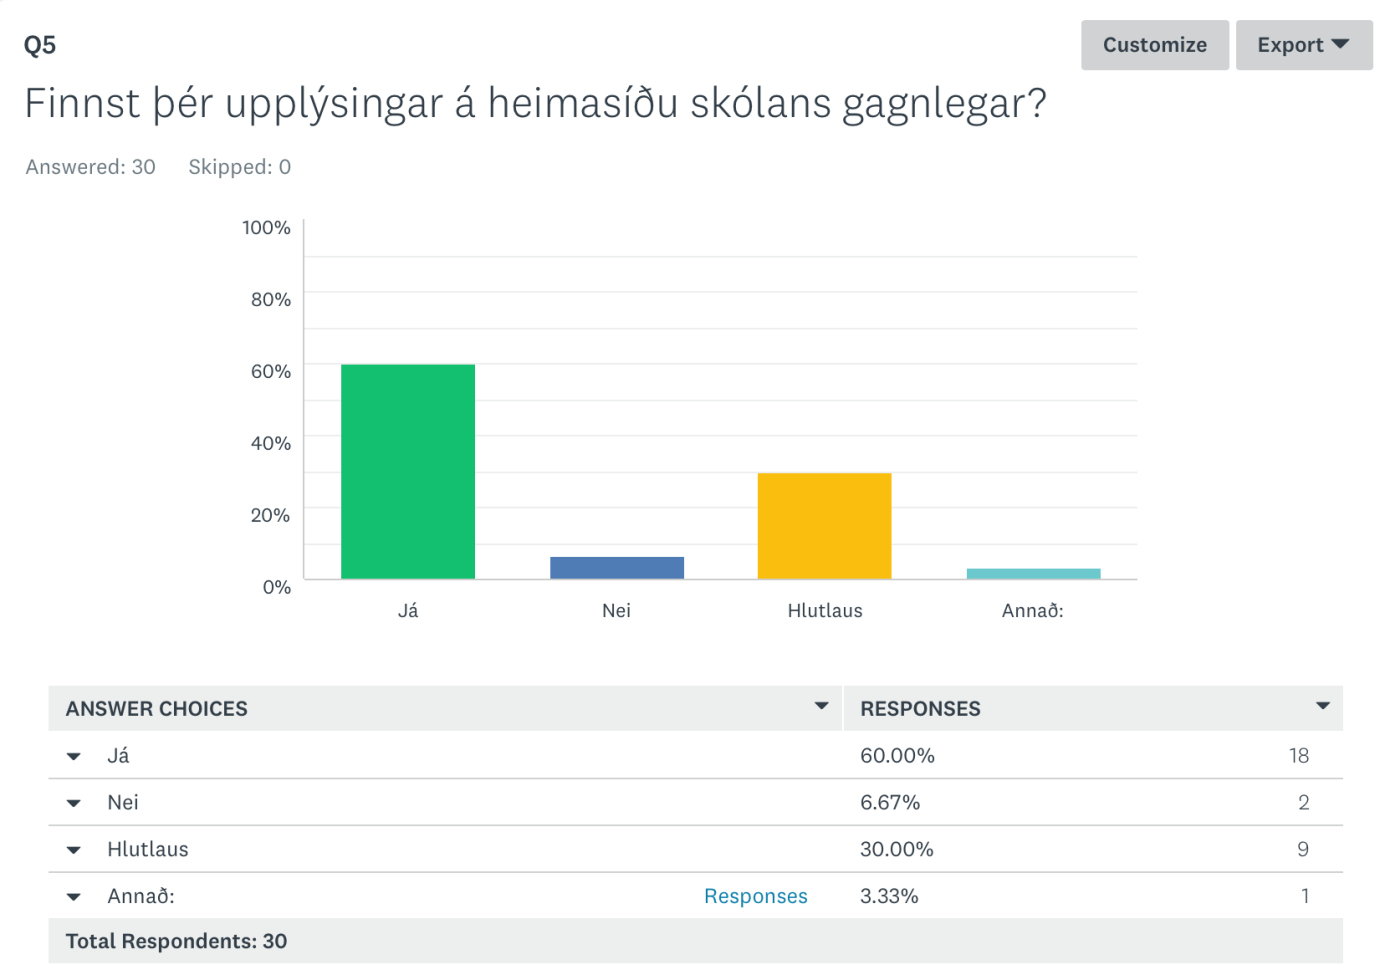 Q5
Customize
Export
Finnst þér upplýsingar á heimasíðu skólans gagnlegar?
Answered: 30 Skipped: 0
100%
80%
60%
40%
20%
0%
Já Nei Hlutlaus Annað:
ANSWER CHOICES RESPONSES
Já 60.00% 18
Nei 6.67% 2
Hlutlaus 30.00% 9
Annað: Responses 3.33% 1
Total Respondents: 30